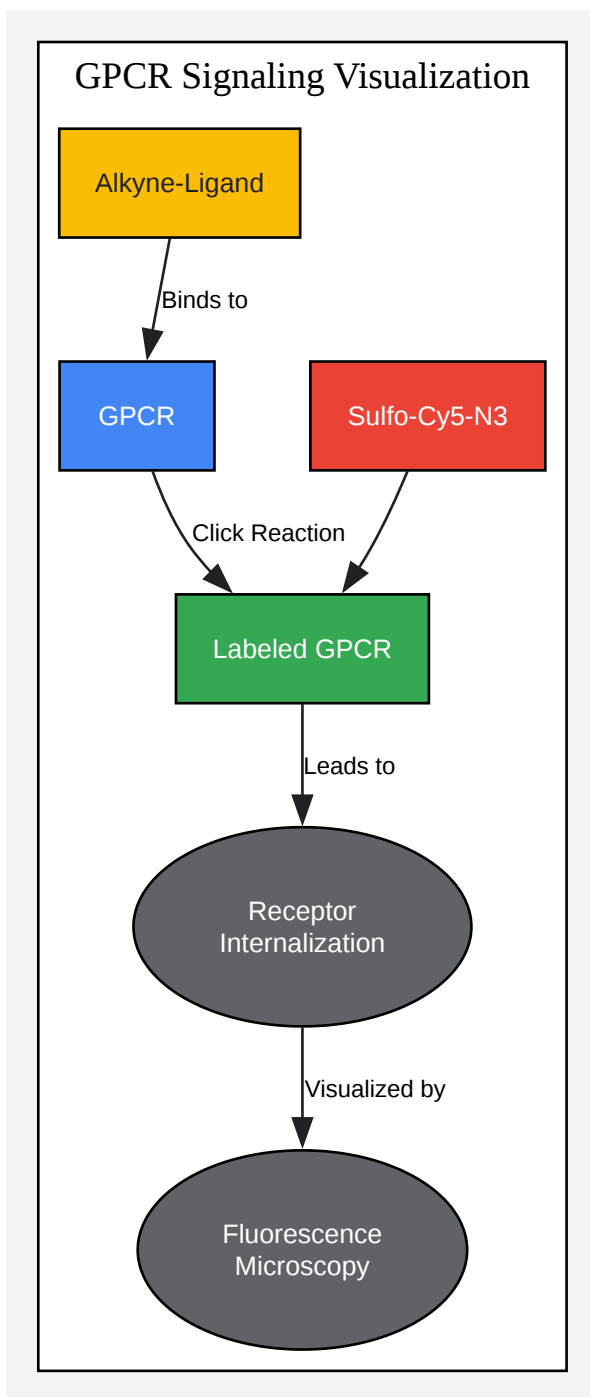 GPCR Signaling Visualization
Alkyne-Ligand
Binds to
GPCR
Sulfo-Cy5-N3
Click Reaction
Labeled GPCR
Leads to
Receptor
Internalization
Visualized by
Fluorescence
Microscopy